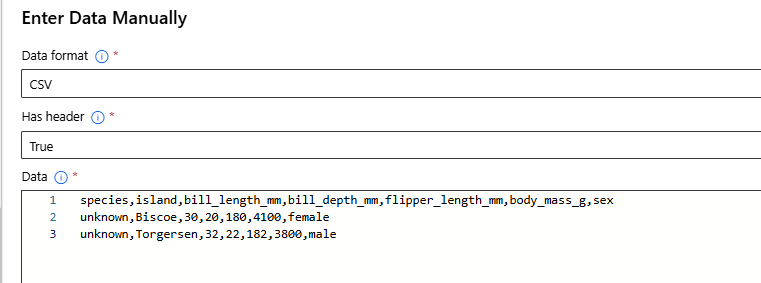 Enter Data Manually
Data format ⓘ *
CSV
Has header ⓘ *
True
Data ⓘ *
1 species,island,bill_length_mm,bill_depth_mm,flipper_length_mm,body_mass_g,sex
2 unknown,Biscoe,30,20,180,4100,female
3 unknown,Torgersen,32,22,182,3800,male